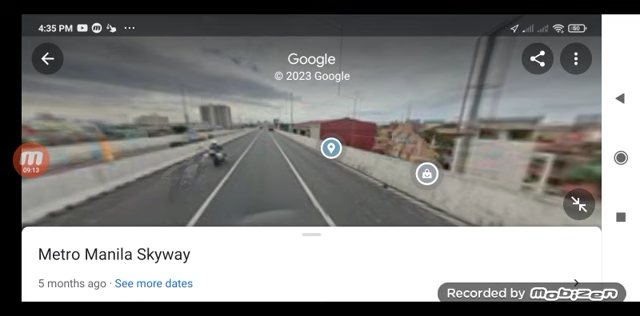 4:35 PM
50
Google
© 2023 Google
09:13
Metro Manila Skyway
5 months ago · See more dates
Recorded by MOBIZEN